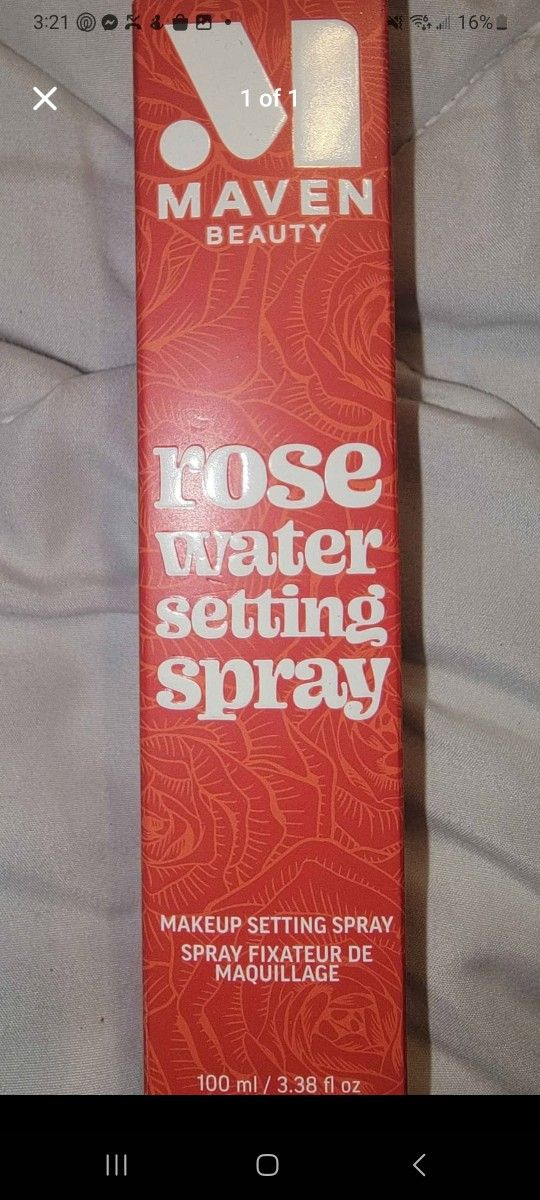 3:21
16%
1 of 1
MAVEN
BEAUTY
rose
water
setting
spray
MAKEUP SETTING SPRAY
SPRAY FIXATEUR DE
MAQUILLAGE
100 ml / 3.38 fl oz